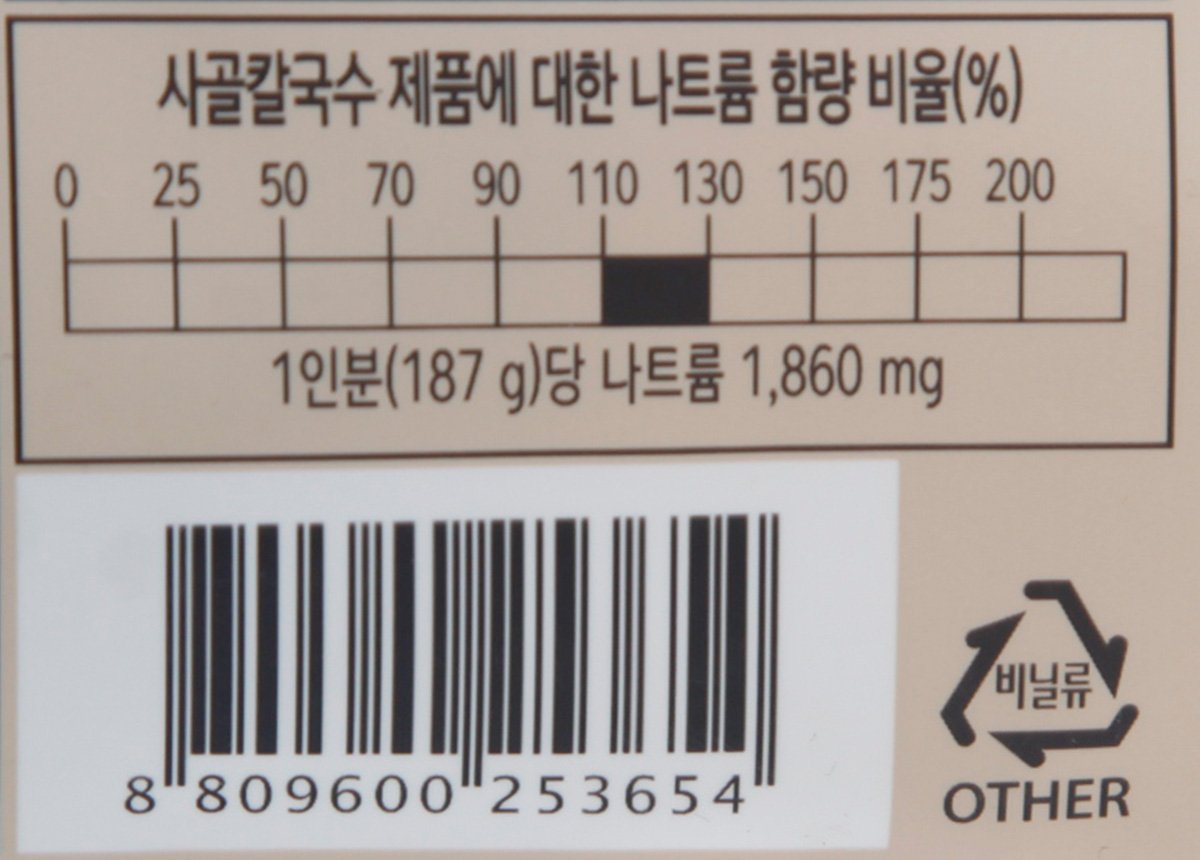 사골칼국수 제품에 대한 나트륨 함량 비율(%)
0 25 50 70 90 110 130 150 175 200
1인분(187 g)당 나트륨 1,860 mg
8 809600 253654
비닐류
OTHER